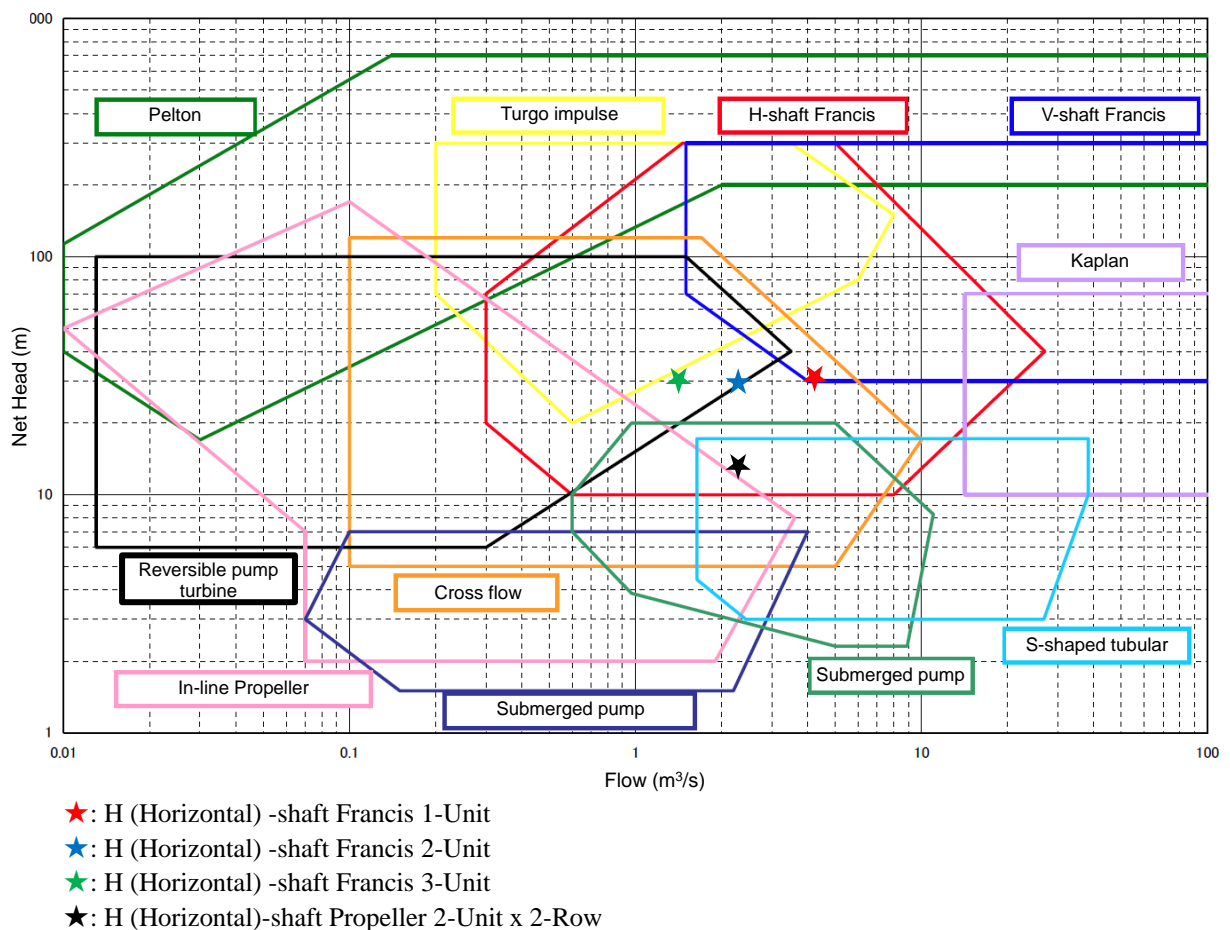 000
Pelton
Turgo impulse
H-shaft Francis
V-shaft Francis
100
Kaplan
Net Head (m)
10
Reversible pump
turbine
Cross flow
S-shaped tubular
In-line Propeller
Submerged pump
Submerged pump
1
0.01
0.1
1
10
100
Flow (m³/s)
★: H (Horizontal) -shaft Francis 1-Unit
★: H (Horizontal) -shaft Francis 2-Unit
★: H (Horizontal) -shaft Francis 3-Unit
★: H (Horizontal)-shaft Propeller 2-Unit x 2-Row